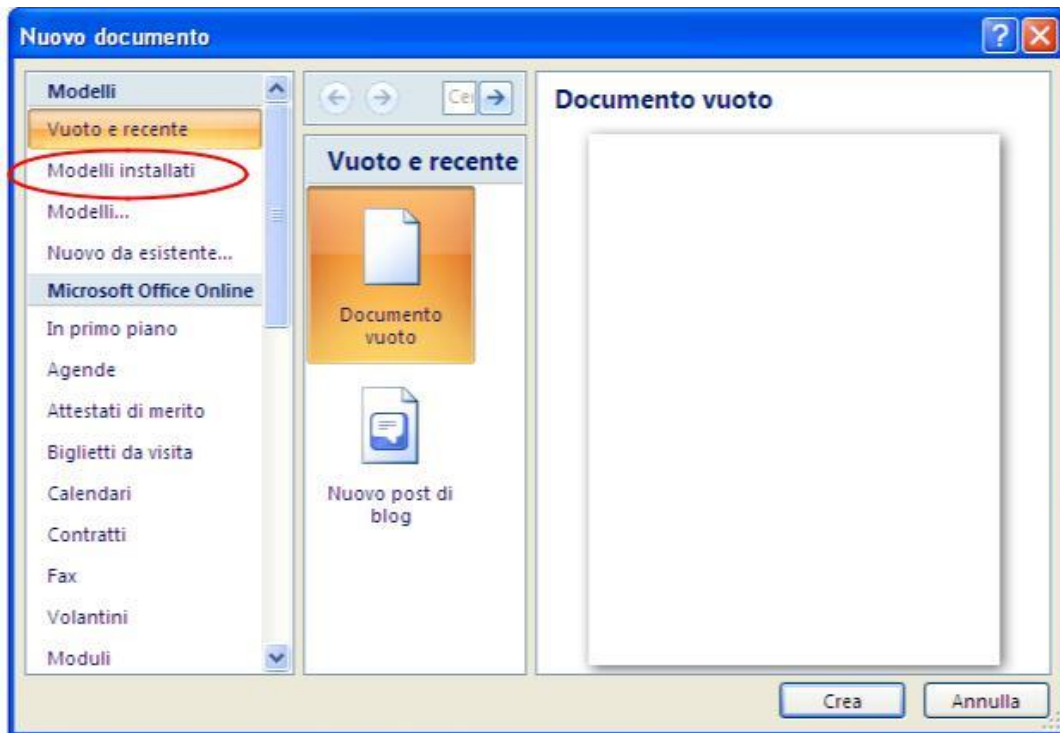 Nuovo documento
Modelli
Vuoto e recente
Modelli installati
Modelli...
Nuovo da esistente...
Microsoft Office Online
In primo piano
Agende
Attestati di merito
Biglietti da visita
Calendari
Contratti
Fax
Volantini
Moduli
Vuoto e recente
Documento
vuoto
Nuovo post di
blog
Documento vuoto
Crea
Annulla